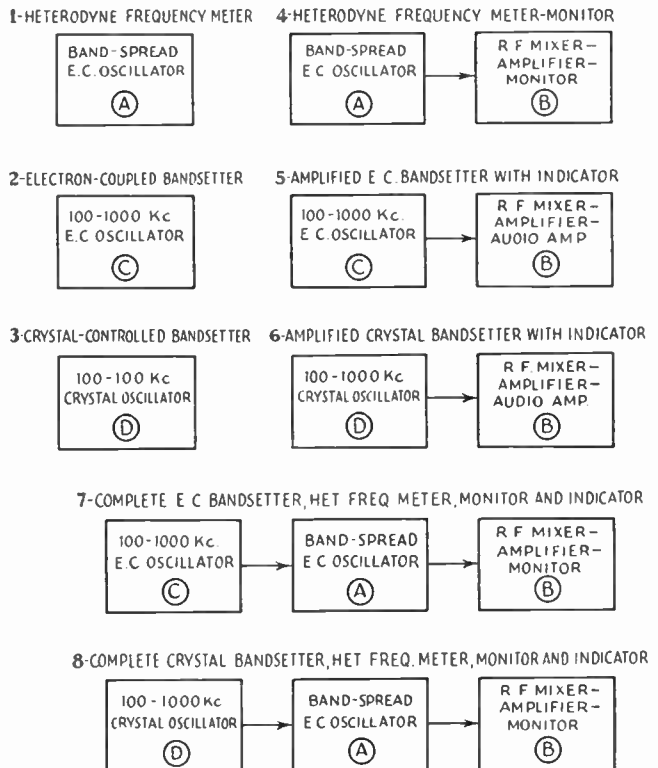 1-HETERODYNE FREQUENCY METER
BAND-SPREAD
E.C. OSCILLATOR
A
4-HETERODYNE FREQUENCY METER-MONITOR
BAND-SPREAD
E C OSCILLATOR
A
R F MIXER-
AMPLIFIER-
MONITOR
B
2-ELECTRON-COUPLED BANDSETTER
100-1000 Kc
E.C OSCILLATOR
C
5-AMPLIFIED E C. BANDSETTER WITH INDICATOR
100-1000 Kc.
E C. OSCILLATOR
C
R F MIXER-
AMPLIFIER-
AUDIO AMP
B
3-CRYSTAL-CONTROLLED BANDSETTER
100-100 Kc
CRYSTAL OSCILLATOR
D
6-AMPLIFIED CRYSTAL BANDSETTER WITH INDICATOR
100-1000 Kc
CRYSTAL OSCILLATOR
D
R F. MIXER-
AMPLIFIER-
AUDIO AMP.
B
7-COMPLETE E C BANDSETTER, HET FREQ METER, MONITOR AND INDICATOR
100-1000 Kc.
E.C OSCILLATOR
C
BAND-SPREAD
E C OSCILLATOR
A
R F MIXER-
AMPLIFIER-
MONITOR
B
8-COMPLETE CRYSTAL BANDSETTER, HET FREQ. METER, MONITOR AND INDICATOR
100-1000 Kc
CRYSTAL OSCILLATOR
D
BAND-SPREAD
E C OSCILLATOR
A
R F MIXER-
AMPLIFIER-
MONITOR
B